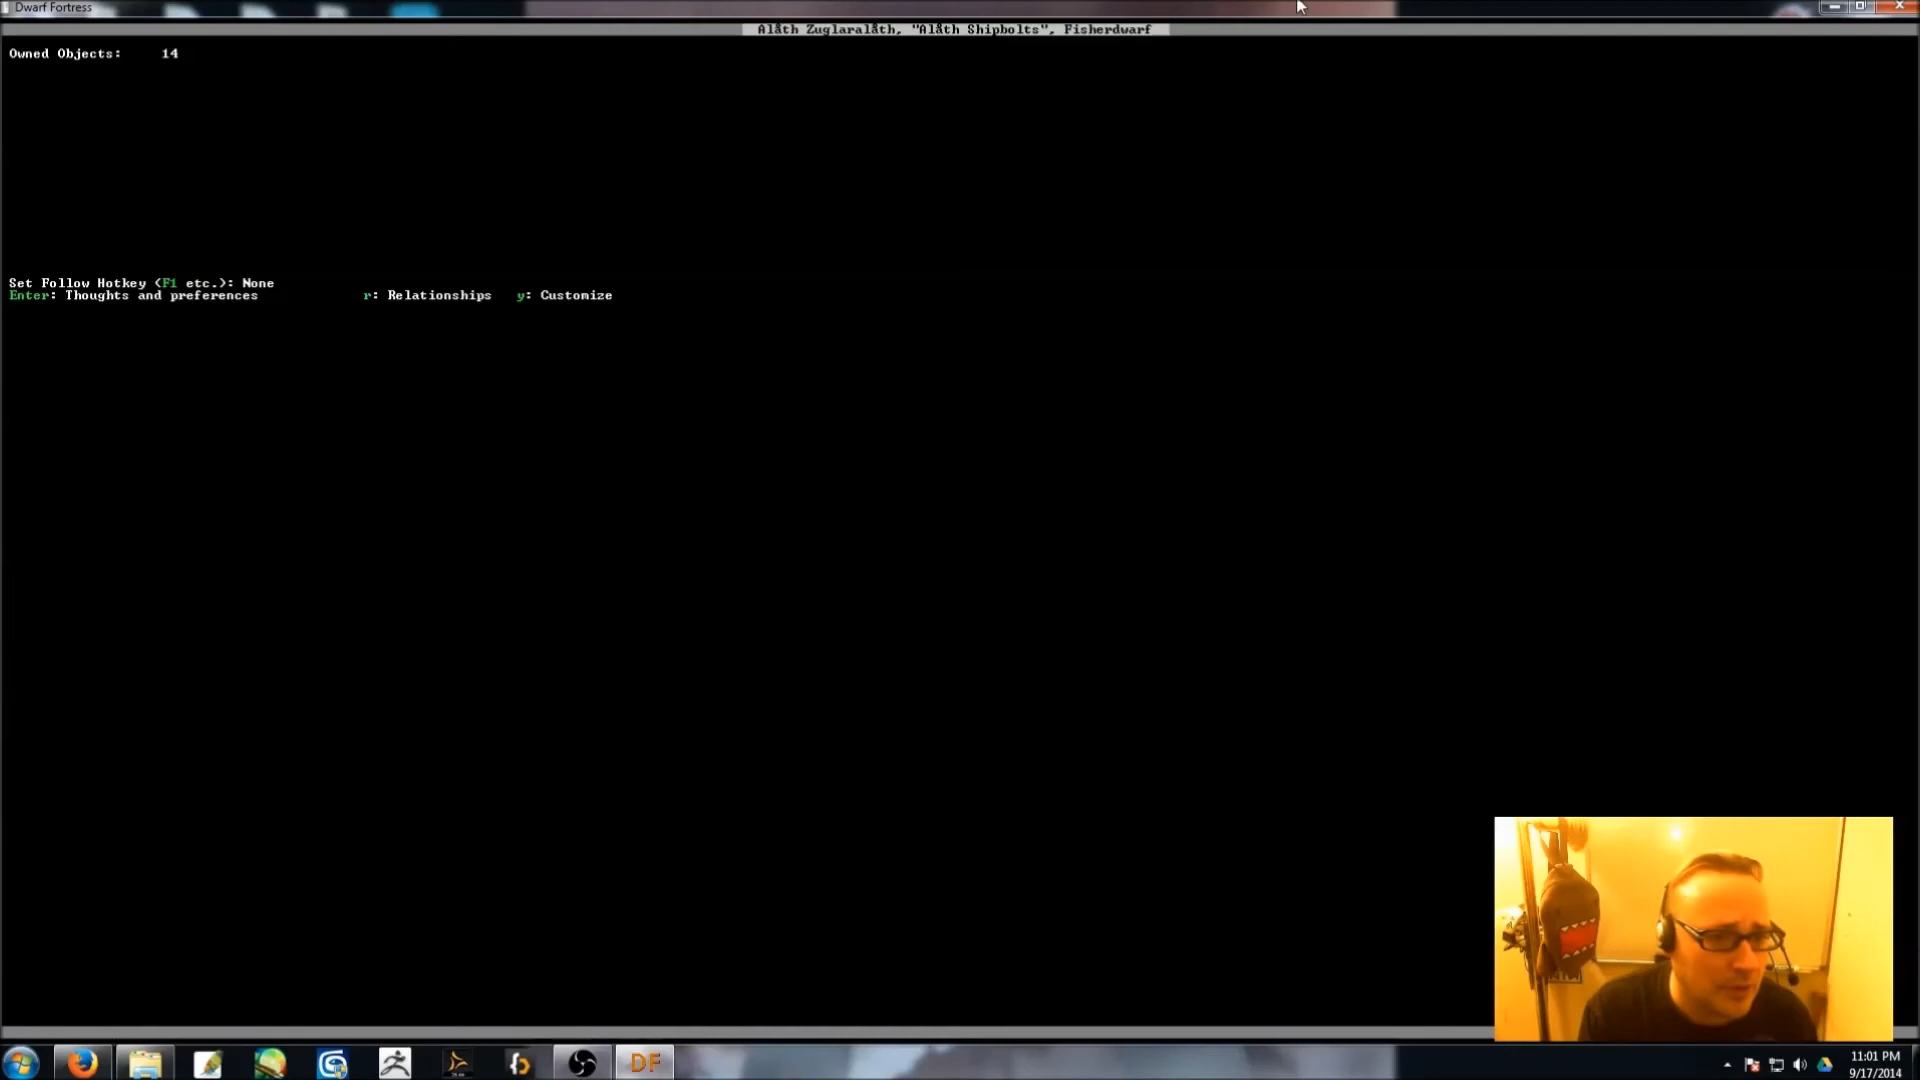 Dwarf Fortress
Alåth Zuglaralåth, "Alåth Shipbolts", Fisherdwarf
Owned Objects: 14
Set Follow Hotkey (F1 etc.): None
Enter: Thoughts and preferences r: Relationships y: Customize
DF
11:01 PM
9/17/2014